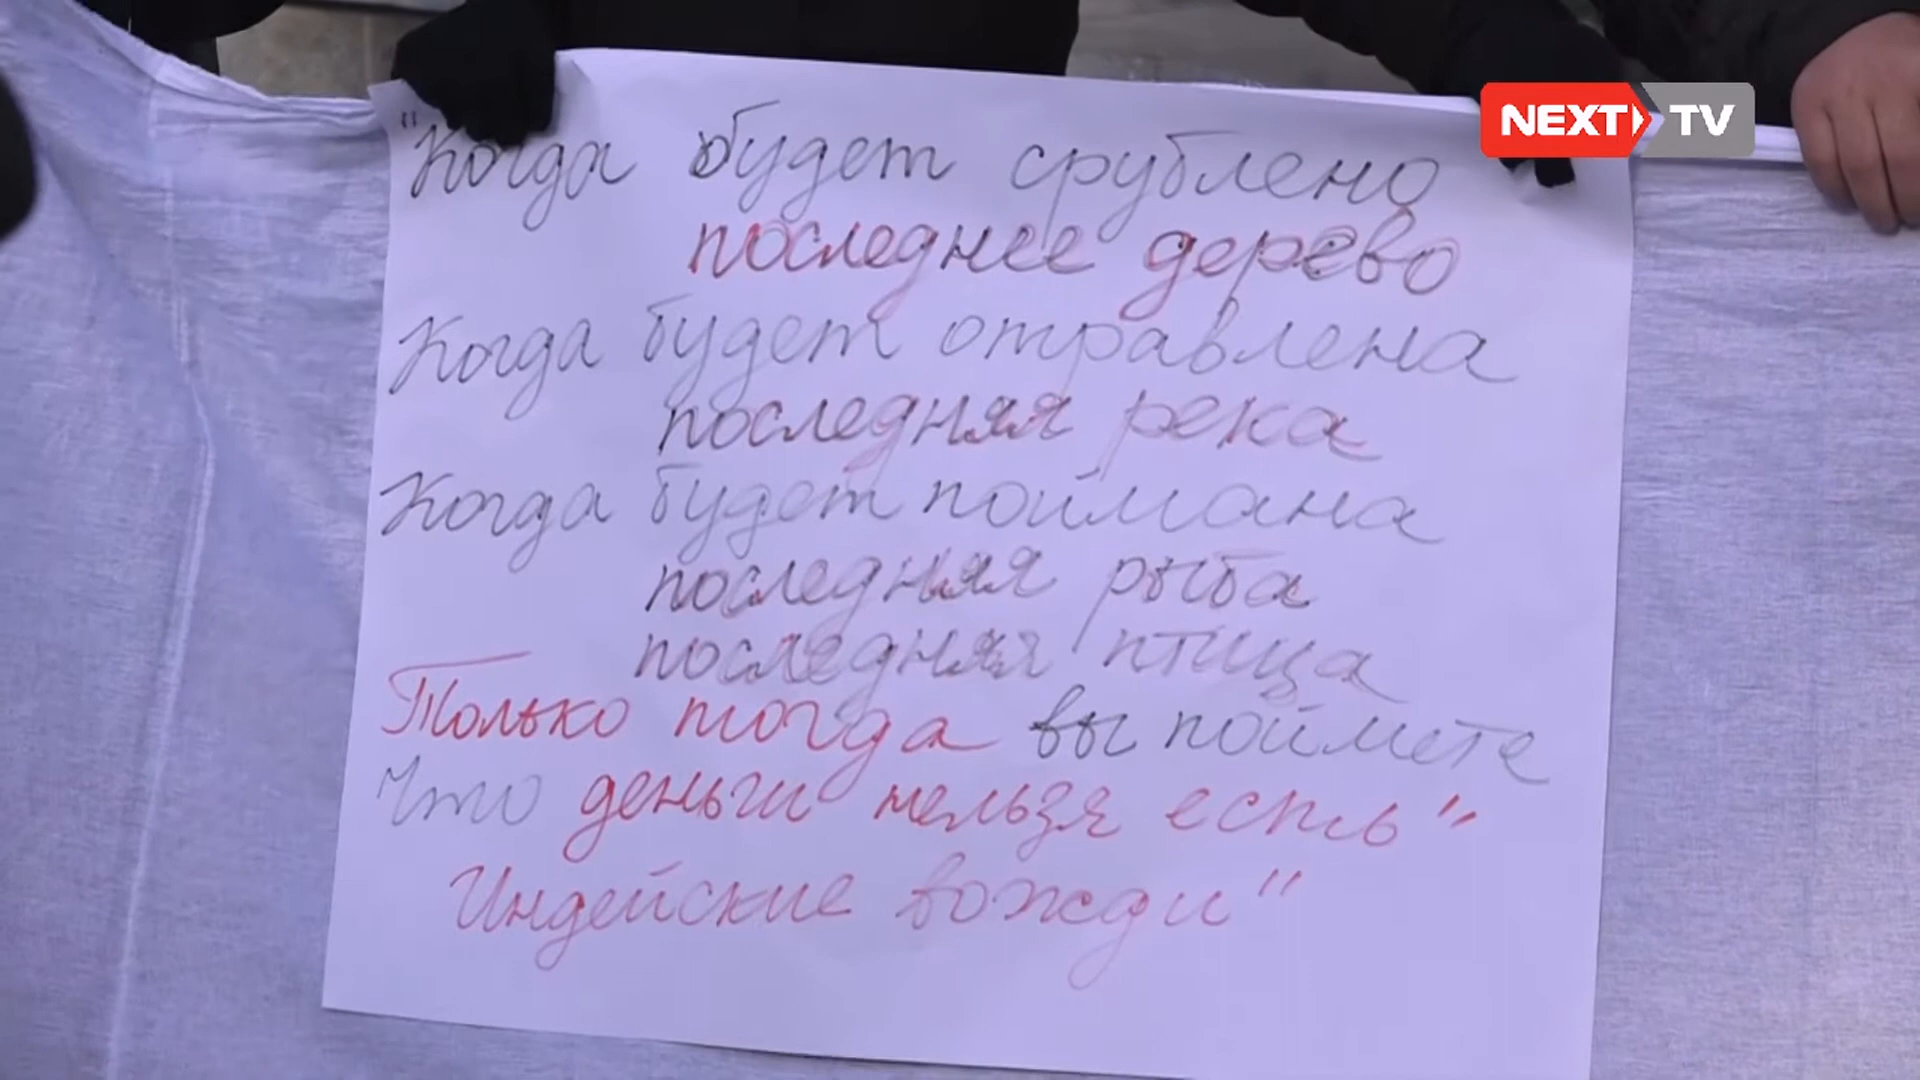 NEXT TV
"Когда будет срублено
последнее дерево
Когда будет отравлена
последняя река
Когда будет поймана
последняя рыба
последняя птица
Только тогда вы поймете
Что деньги нельзя есть"
Индейские вожди"